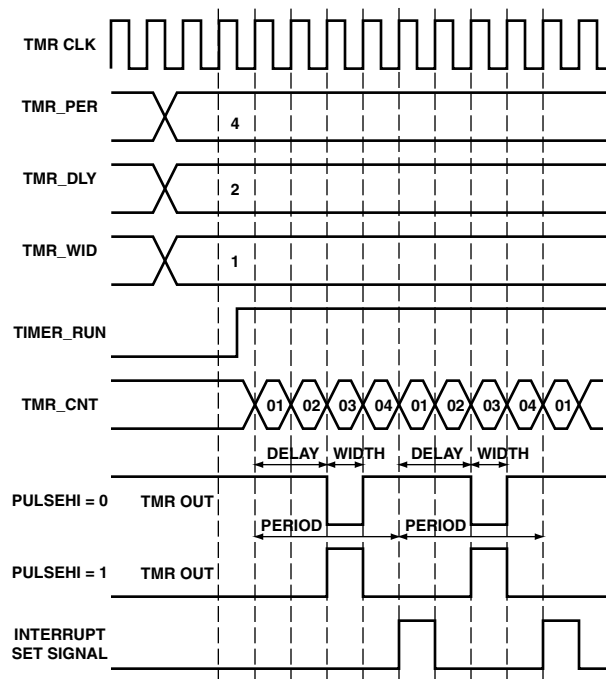 TMR CLK
TMR_PER
4
TMR_DLY
2
TMR_WID
1
TIMER_RUN
TMR_CNT 01 02 03 04 01 02 03 04 01
DELAY WIDTH DELAY WIDTH
PULSEHI = 0 TMR OUT
PERIOD PERIOD
PULSEHI = 1 TMR OUT
INTERRUPT
SET SIGNAL